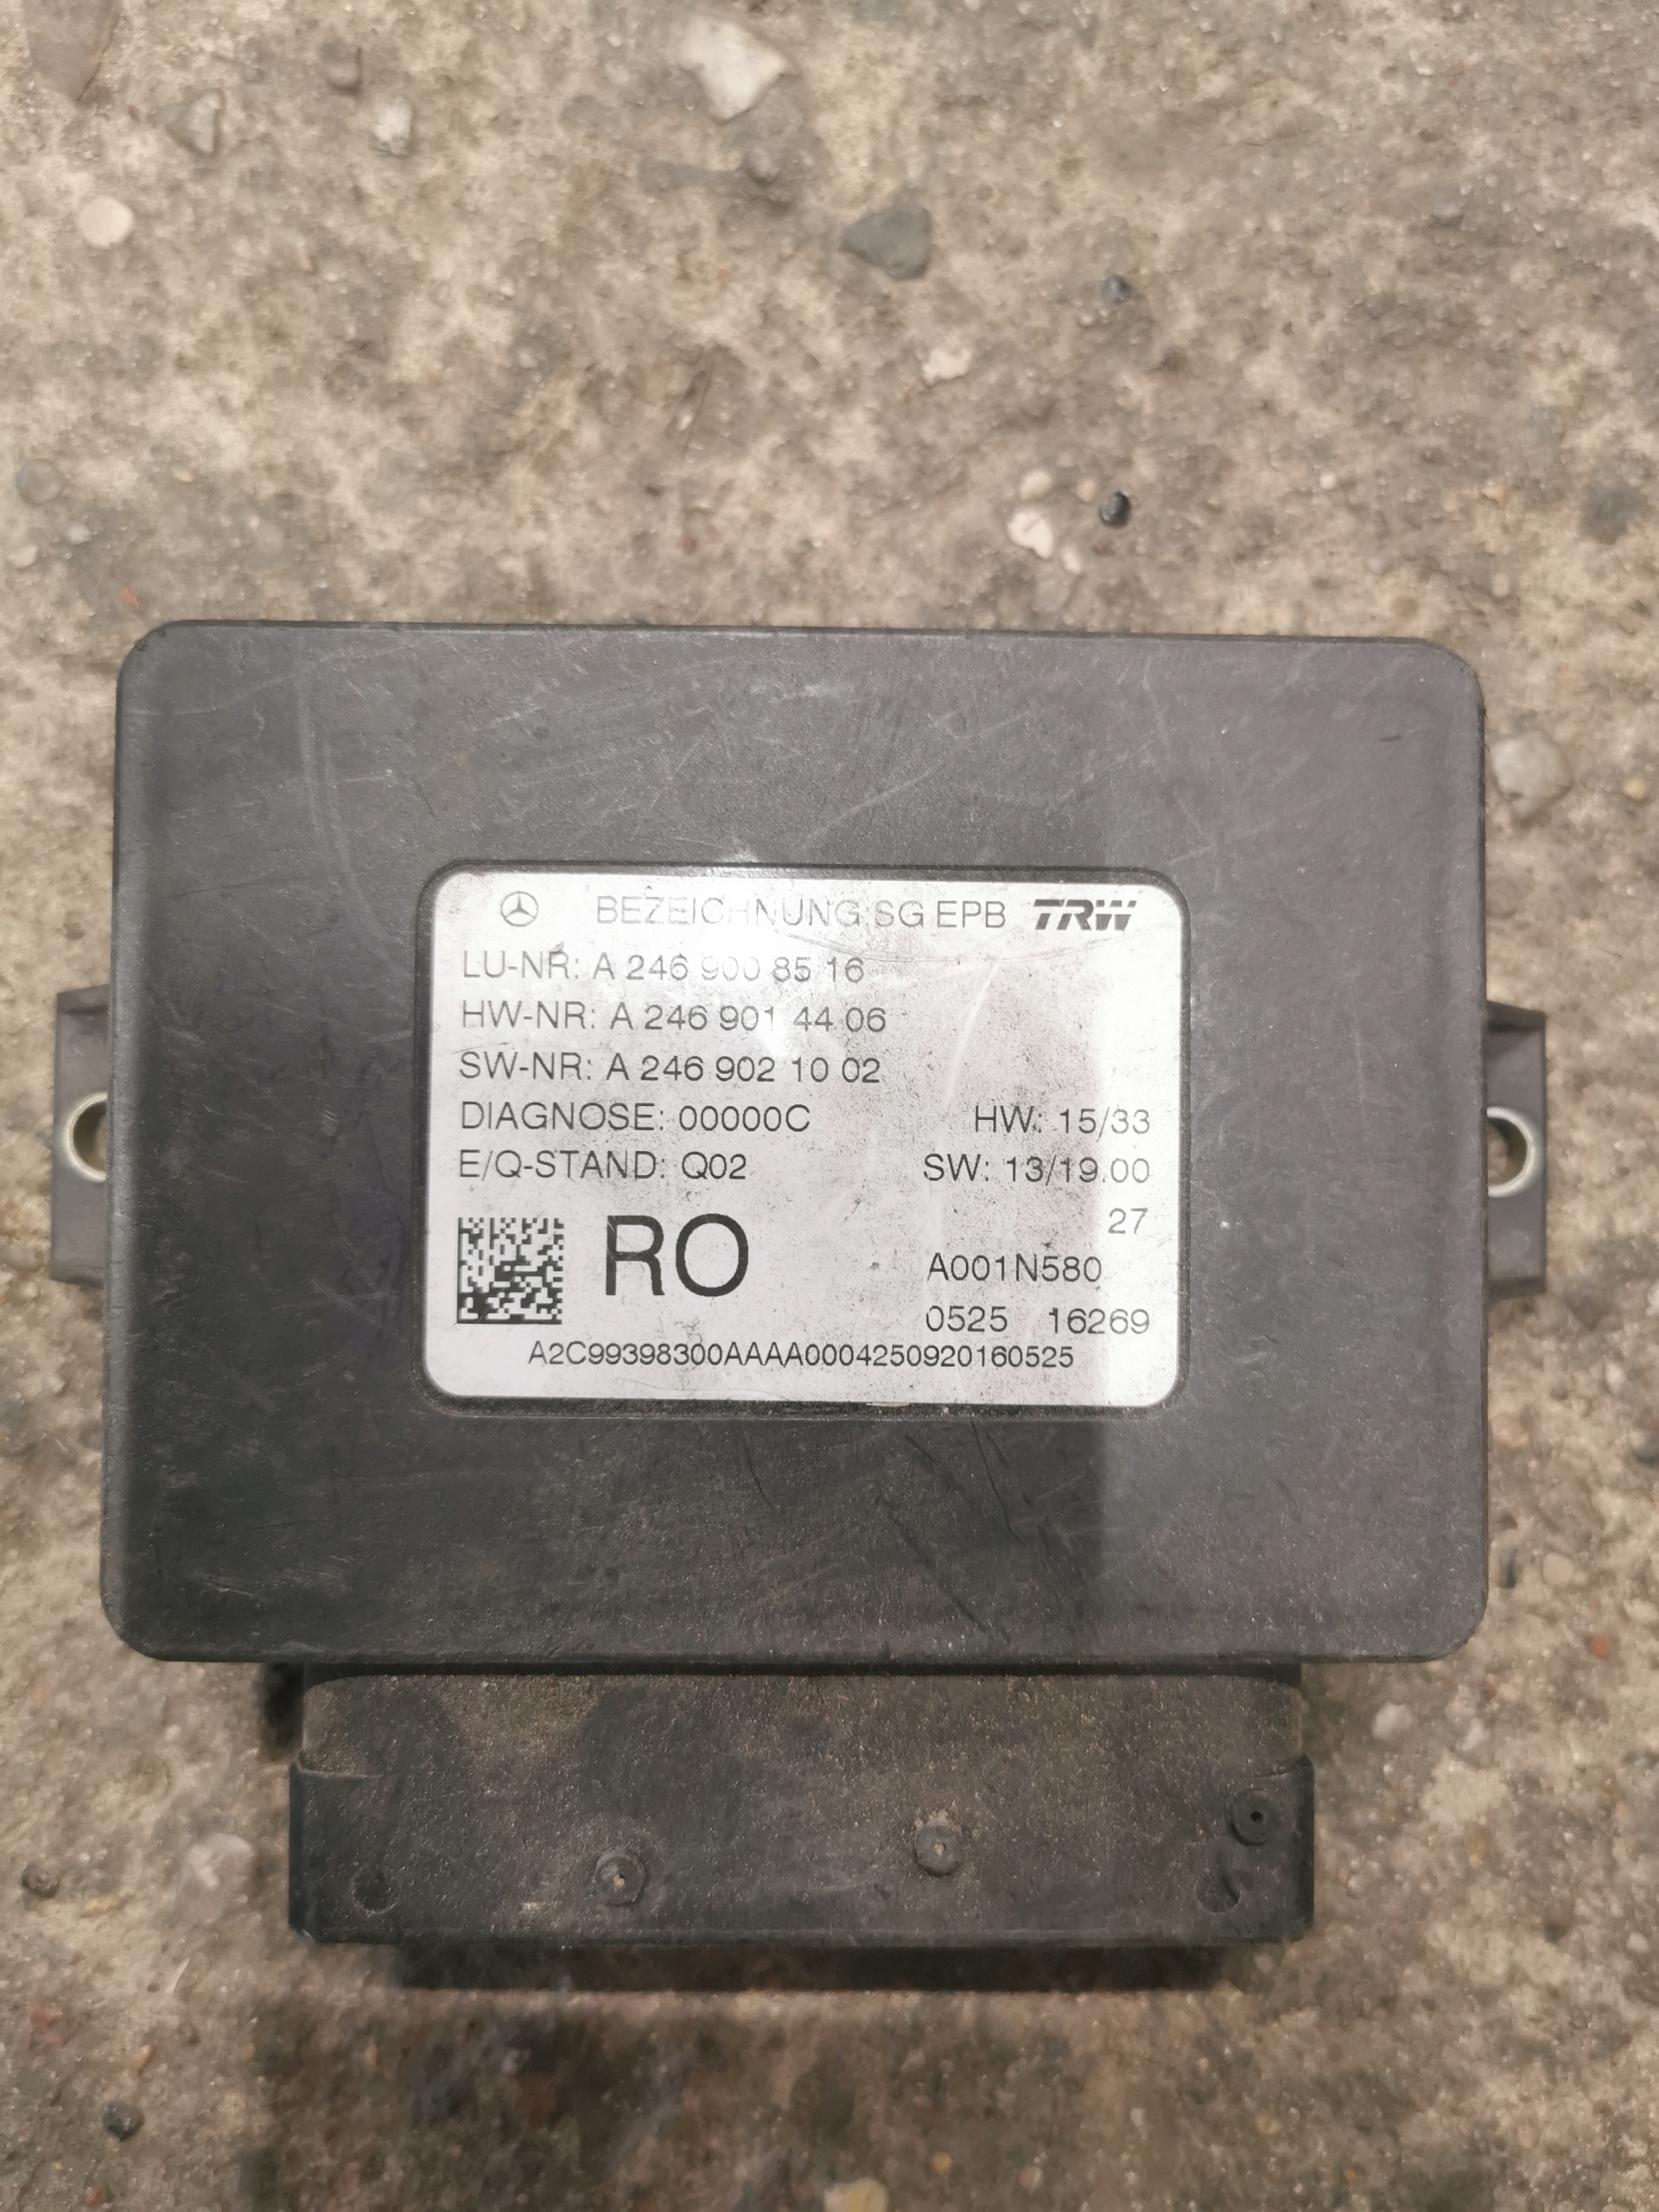 BEZEICHNUNG:SG EPB TRW
LU-NR: A 246 900 85 16
HW-NR: A 246 901 44 06
SW-NR: A 246 902 10 02
DIAGNOSE: 00000C HW: 15/33
E/Q-STAND: Q02 SW: 13/19.00
27
RO
A001N580
0525 16269
A2C99398300AAAA0004250920160525